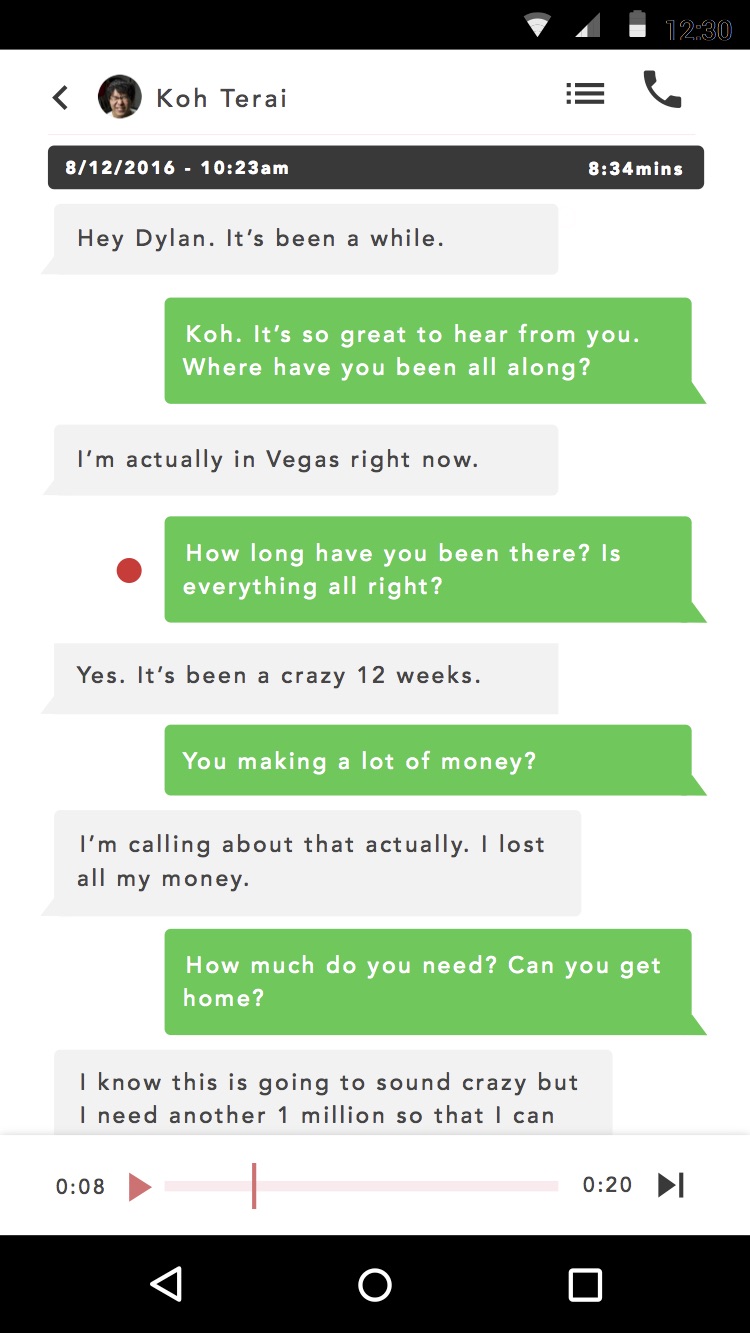 12:30
Koh Terai
8/12/2016 - 10:23am 8:34mins
Hey Dylan. It’s been a while.
Koh. It’s so great to hear from you.
Where have you been all along?
I’m actually in Vegas right now.
How long have you been there? Is
everything all right?
Yes. It’s been a crazy 12 weeks.
You making a lot of money?
I’m calling about that actually. I lost
all my money.
How much do you need? Can you get
home?
I know this is going to sound crazy but
I need another 1 million so that I can
0:08 0:20